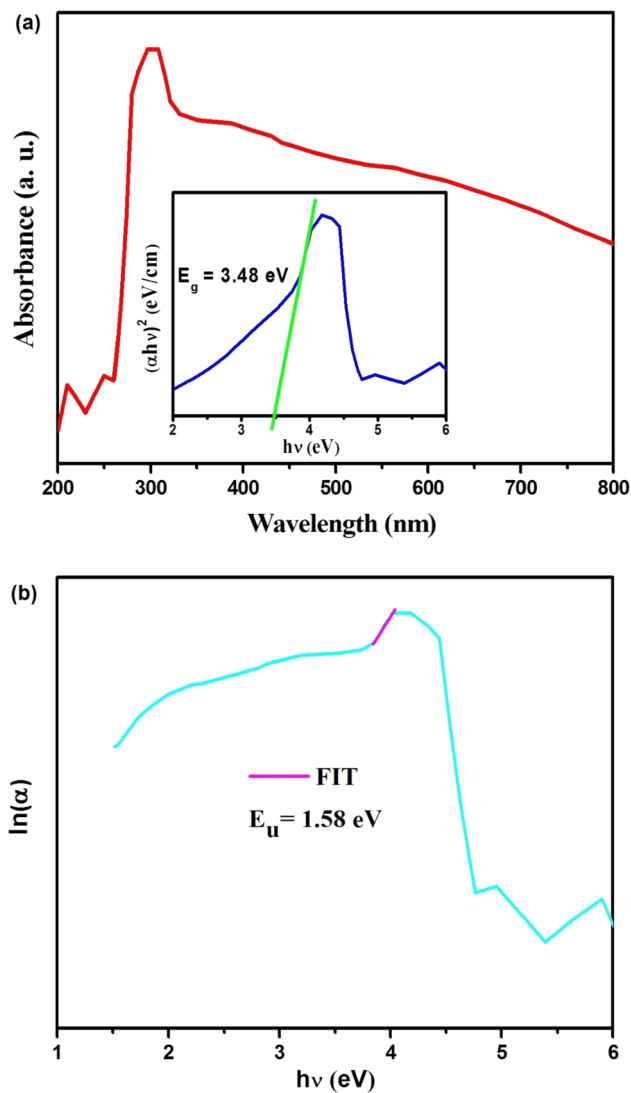 (a)
Absorbance (a. u.)
(αhν)² (eV/cm)
E_g = 3.48 eV
2 3 4 5 6
hν (eV)
200 300 400 500 600 700 800
Wavelength (nm)
(b)
ln(α)
FIT
E_u= 1.58 eV
1 2 3 4 5 6
hν (eV)